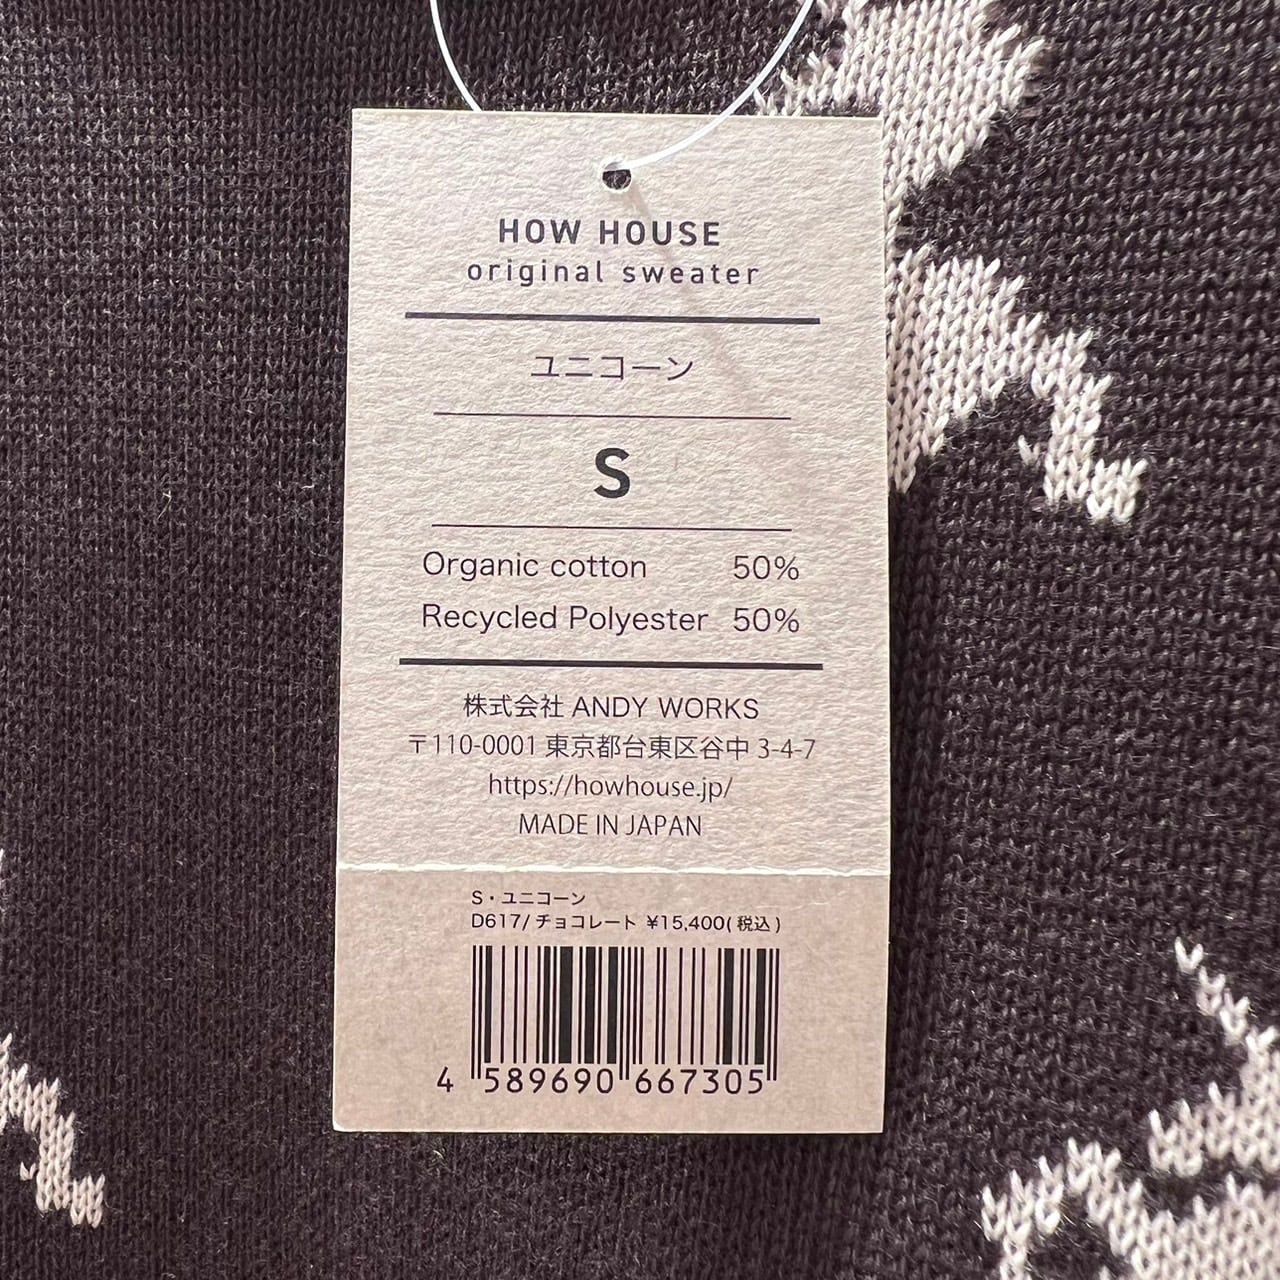 HOW HOUSE
original sweater
ユニコーン
S
Organic cotton 50%
Recycled Polyester 50%
株式会社 ANDY WORKS
〒110-0001 東京都台東区谷中 3-4-7
https://howhouse.jp/
MADE IN JAPAN
S・ユニコーン
D617/チョコレート ¥15,400(税込)
4 589690 667305